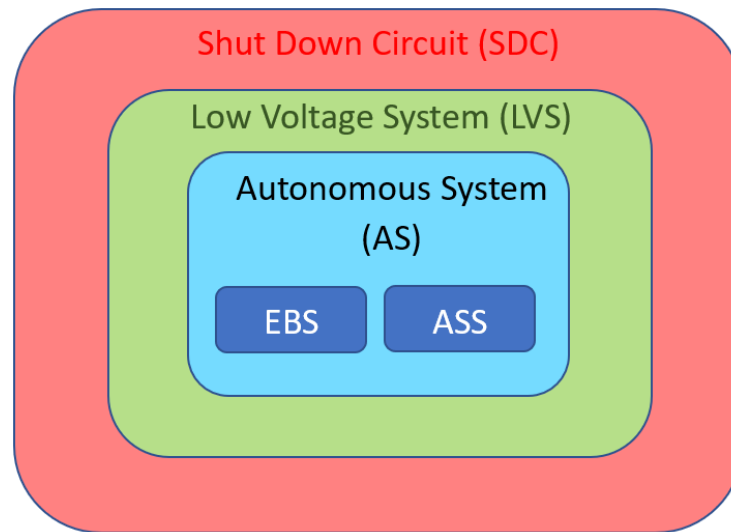 Shut Down Circuit (SDC)
Low Voltage System (LVS)
Autonomous System
(AS)
EBS
ASS